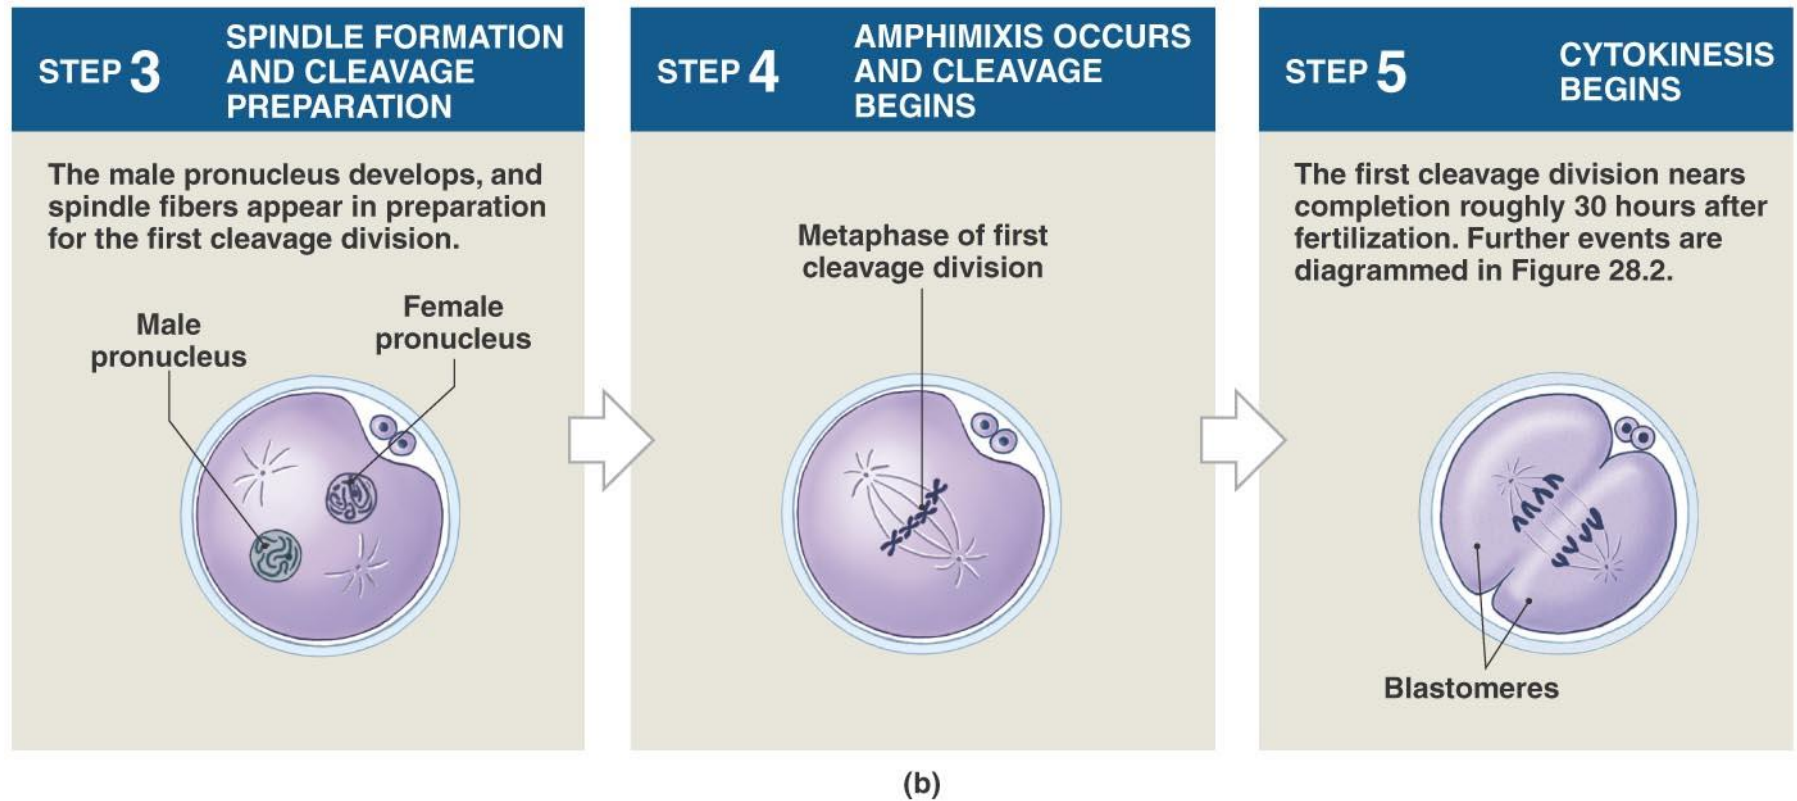 STEP 3
SPINDLE FORMATION
AND CLEAVAGE
PREPARATION
The male pronucleus develops, and
spindle fibers appear in preparation
for the first cleavage division.
Male
pronucleus
Female
pronucleus
STEP 4
AMPHIMIXIS OCCURS
AND CLEAVAGE
BEGINS
Metaphase of first
cleavage division
STEP 5
CYTOKINESIS
BEGINS
The first cleavage division nears
completion roughly 30 hours after
fertilization. Further events are
diagrammed in Figure 28.2.
Blastomeres
(b)